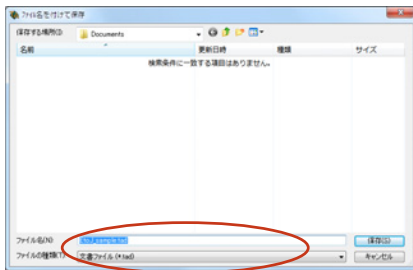 ファイル名を付けて保存
保存する場所(I):
Documents
名前
更新日時
種類
サイズ
検索条件に一致する項目はありません。
ファイル名(N):
保存(S)
ファイルの種類(T):
文書ファイル (*.tad)
キャンセル